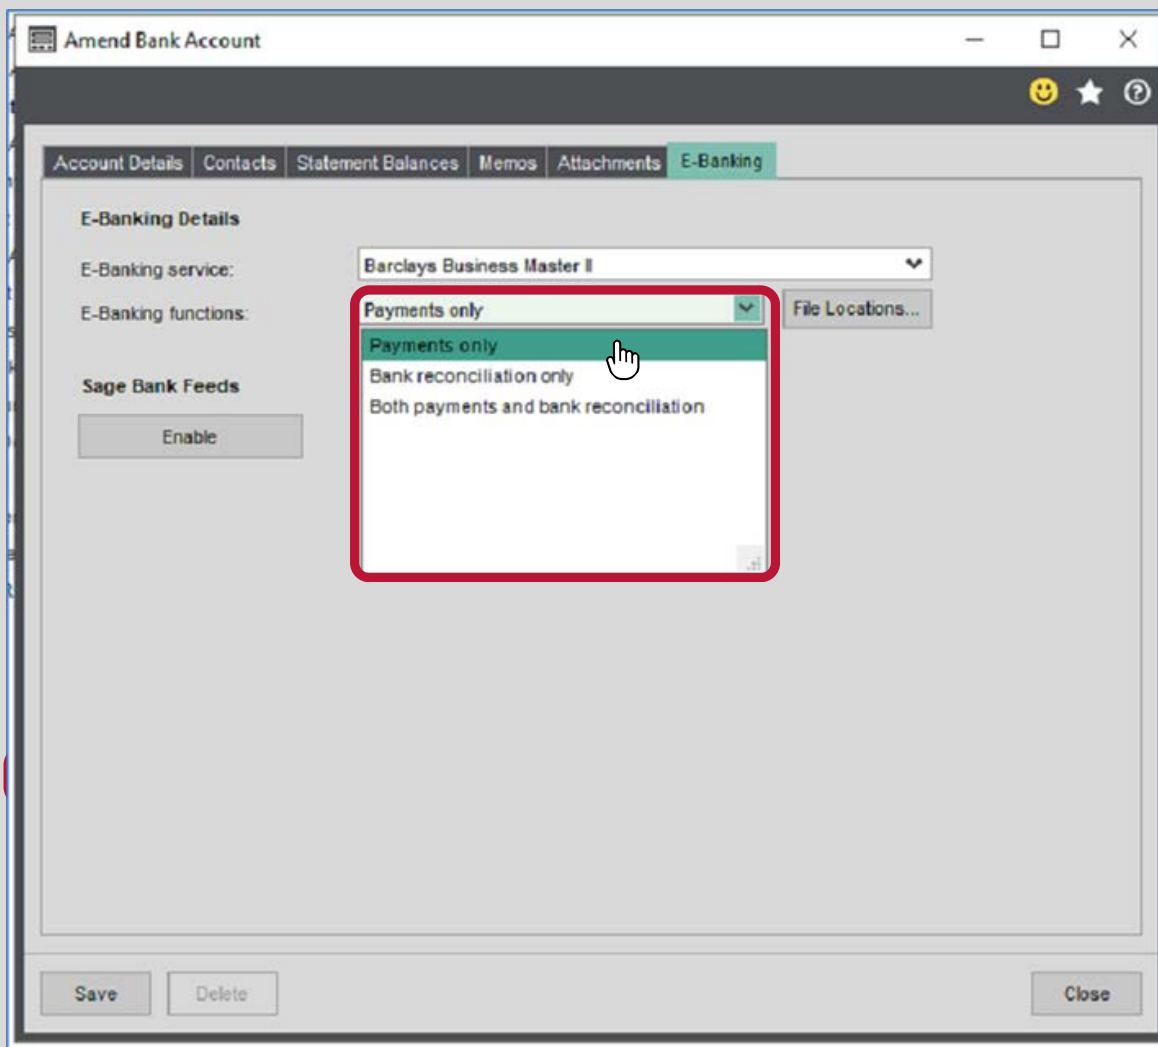 Amend Bank Account
Account Details Contacts Statement Balances Memos Attachments E-Banking
E-Banking Details
E-Banking service: Barclays Business Master II
E-Banking functions: Payments only File Locations...
Payments only
Bank reconciliation only
Both payments and bank reconciliation
Sage Bank Feeds
Enable
Save Delete Close